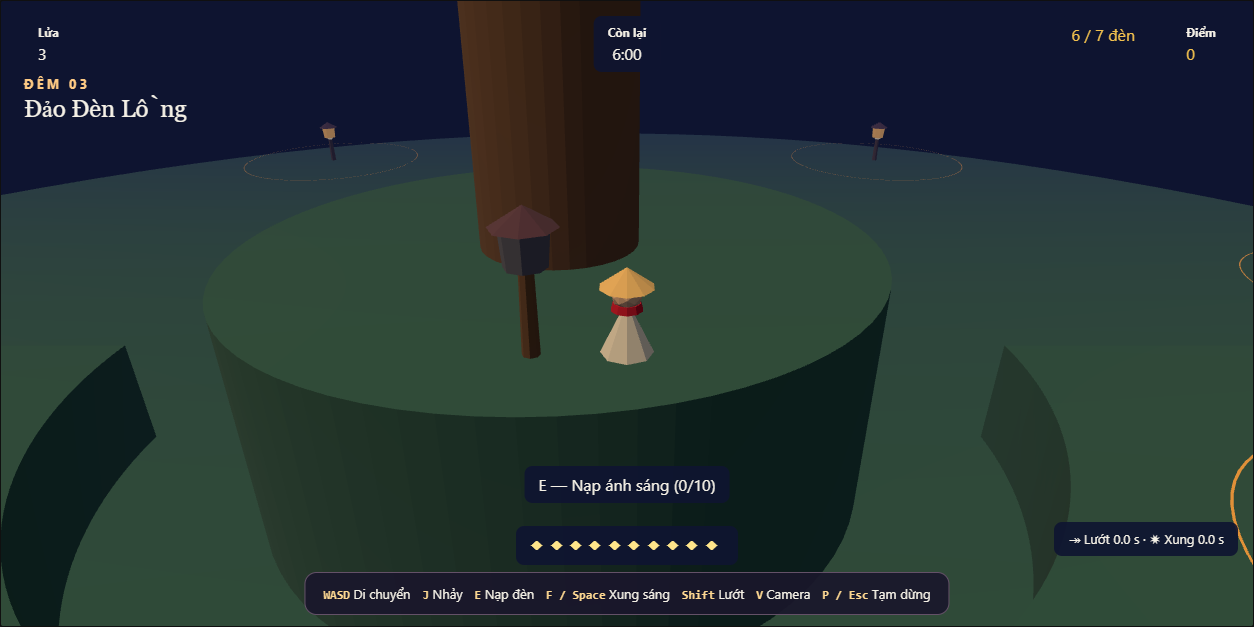 Lửa
3
Còn lại
6:00
6 / 7 đèn
Điểm
0
ĐÊM 03
Đảo Đèn Lồng
E — Nạp ánh sáng (0/10)
↠ Lướt 0.0 s · ✷ Xung 0.0 s
WASD Di chuyển J Nhảy E Nạp đèn F / Space Xung sáng Shift Lướt V Camera P / Esc Tạm dừng